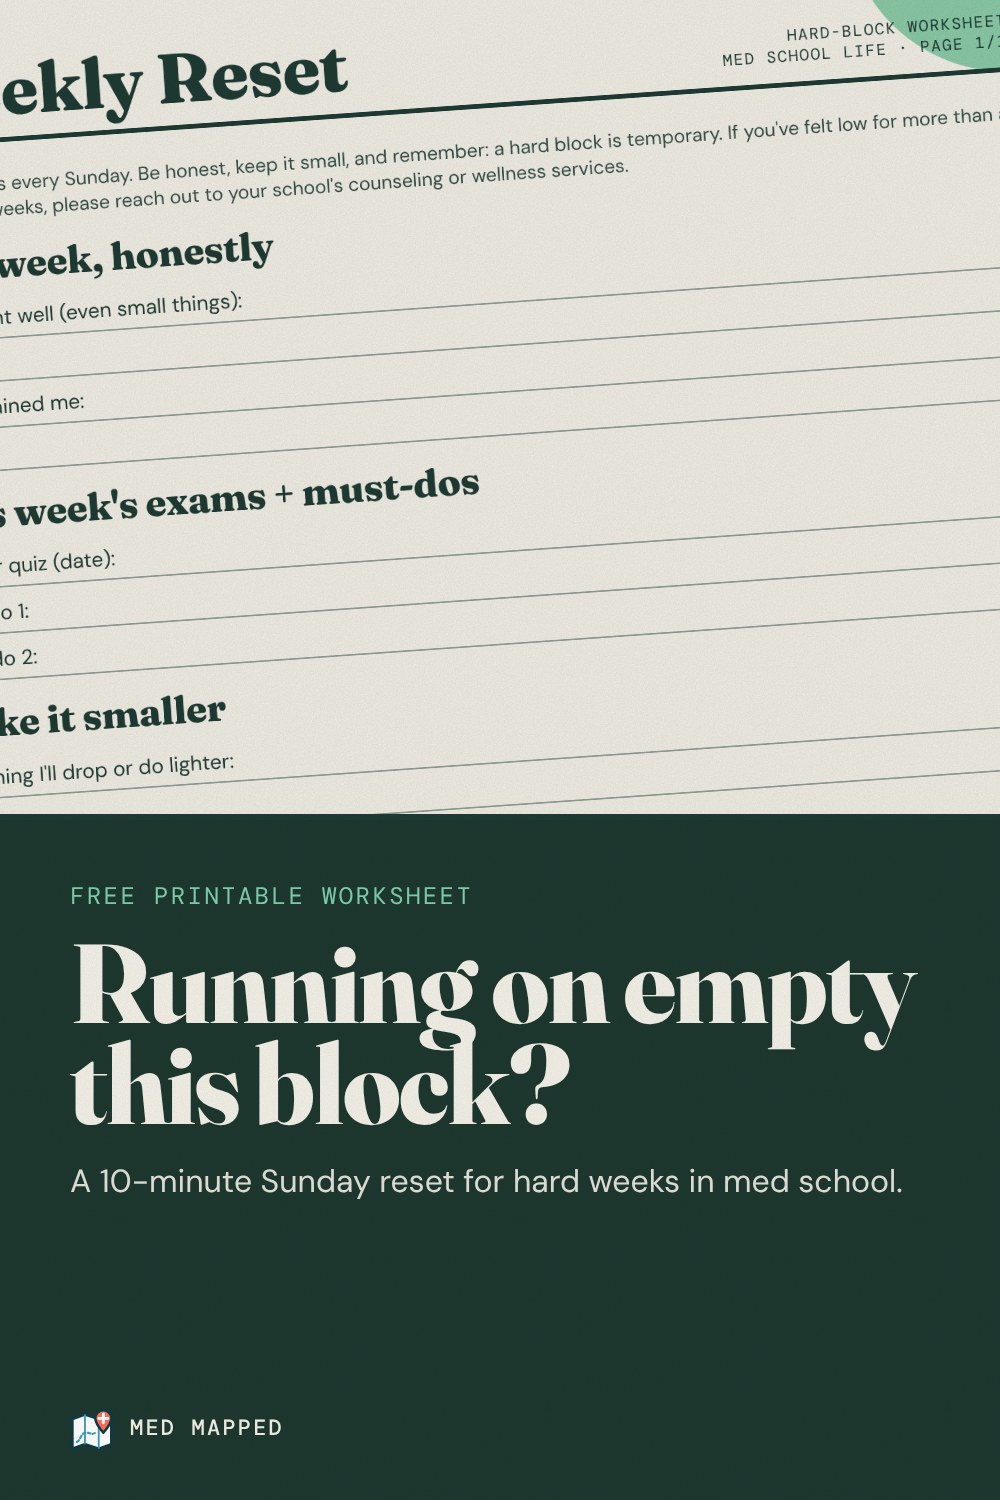 ekly Reset
HARD-BLOCK WORKSHEET
MED SCHOOL LIFE · PAGE 1/
s every Sunday. Be honest, keep it small, and remember: a hard block is temporary. If you've felt low for more than
weeks, please reach out to your school's counseling or wellness services.
week, honestly
nt well (even small things):
ained me:
s week's exams + must-dos
r quiz (date):
o 1:
do 2:
ke it smaller
hing I'll drop or do lighter:
FREE PRINTABLE WORKSHEET
Running on empty
this block?
A 10-minute Sunday reset for hard weeks in med school.
MED MAPPED